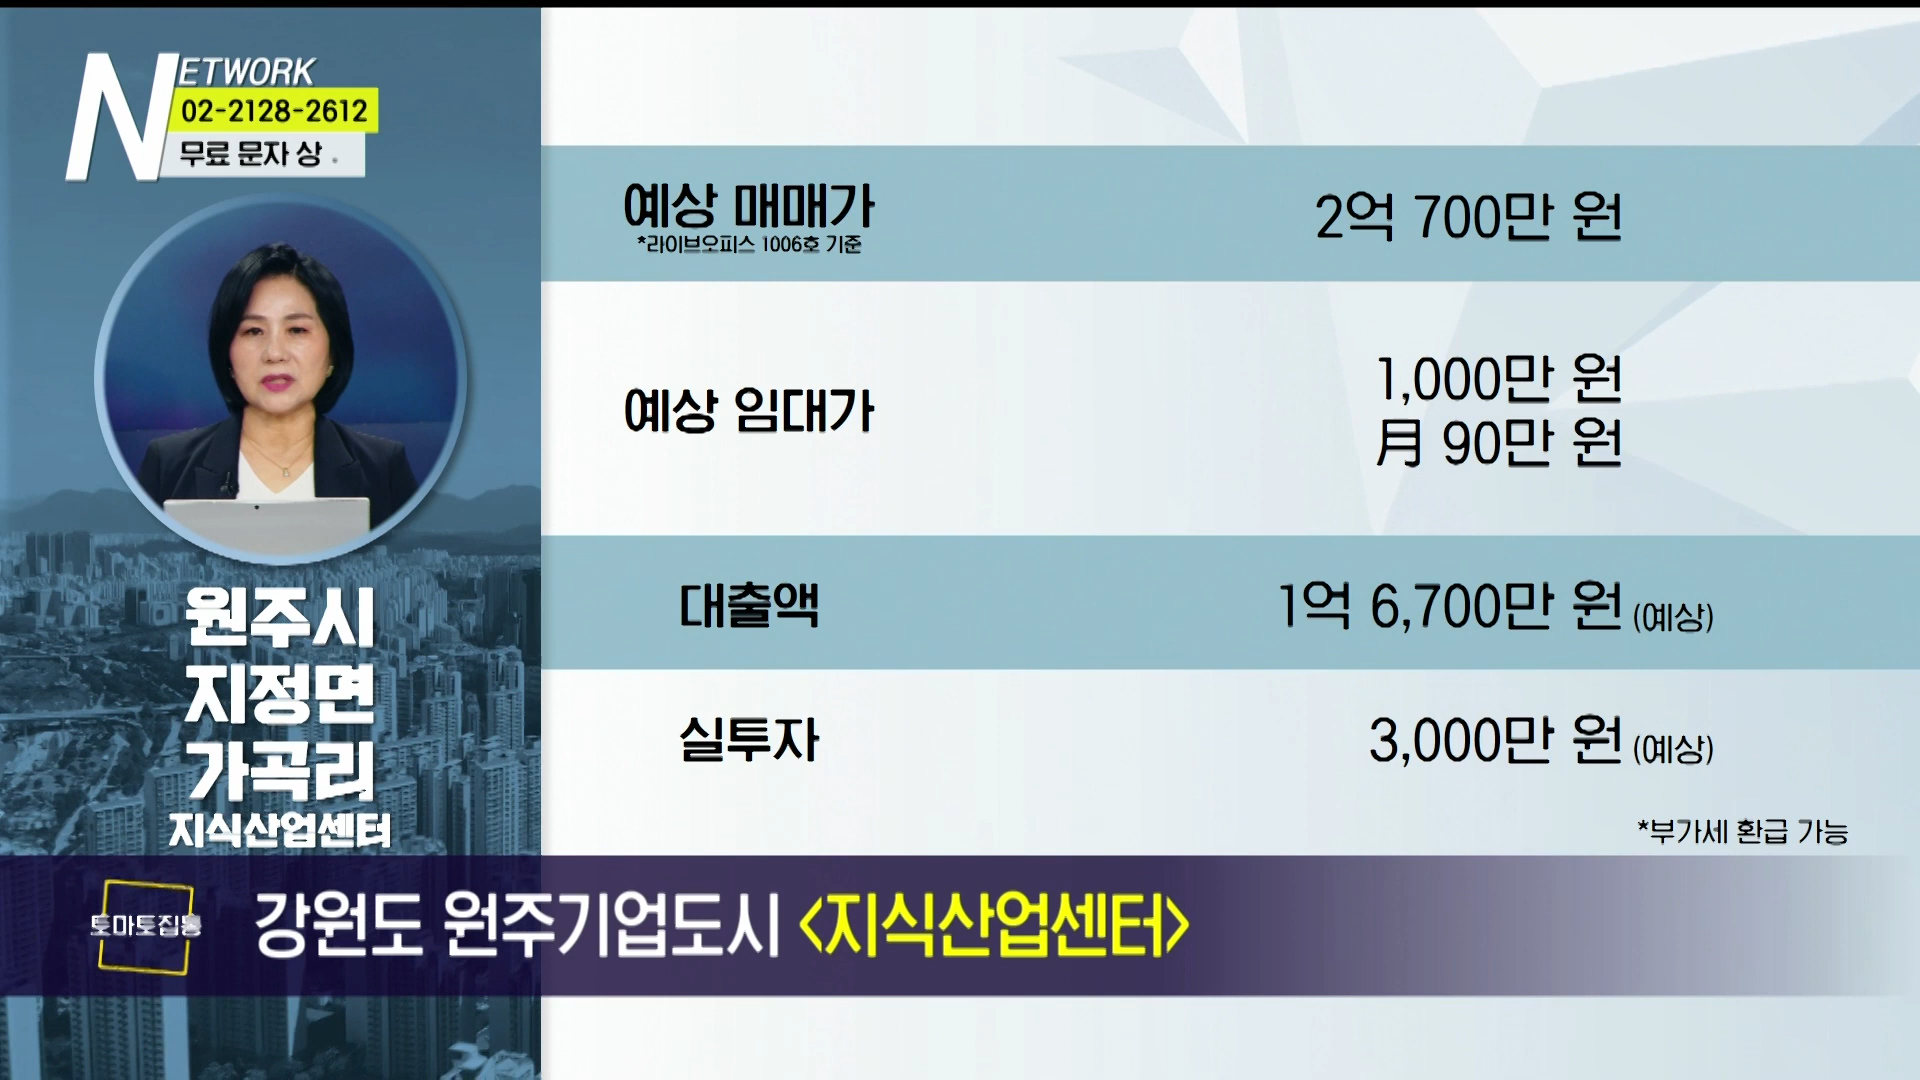 NETWORK
02-2128-2612
무료 문자 상
예상 매매가
*라이브오피스 1006호 기준
2억 700만 원
예상 임대가
1,000만 원
月 90만 원
대출액
1억 6,700만 원 (예상)
실투자
3,000만 원 (예상)
*부가세 환급 가능
원주시
지정면
가곡리
지식산업센터
토마토집통
강원도 원주기업도시 <지식산업센터>